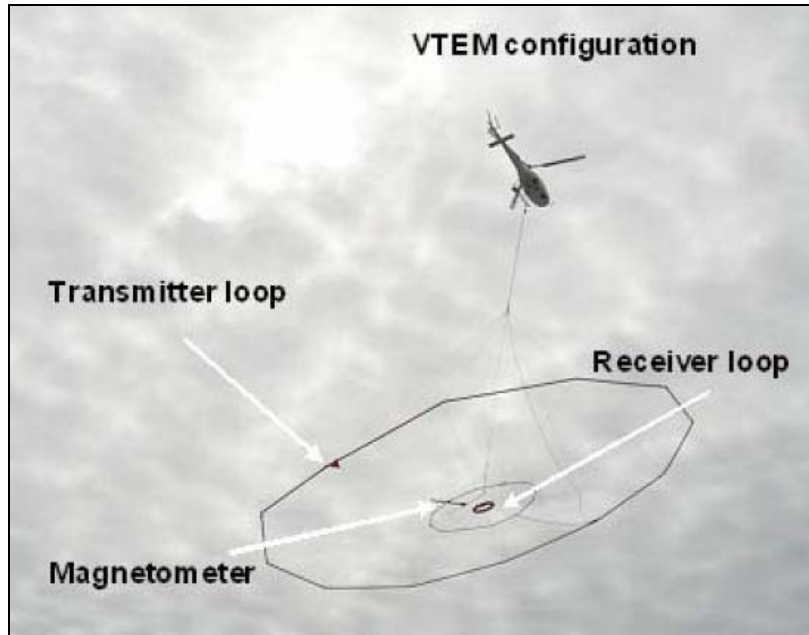 VTEM configuration
Transmitter loop
Receiver loop
Magnetometer